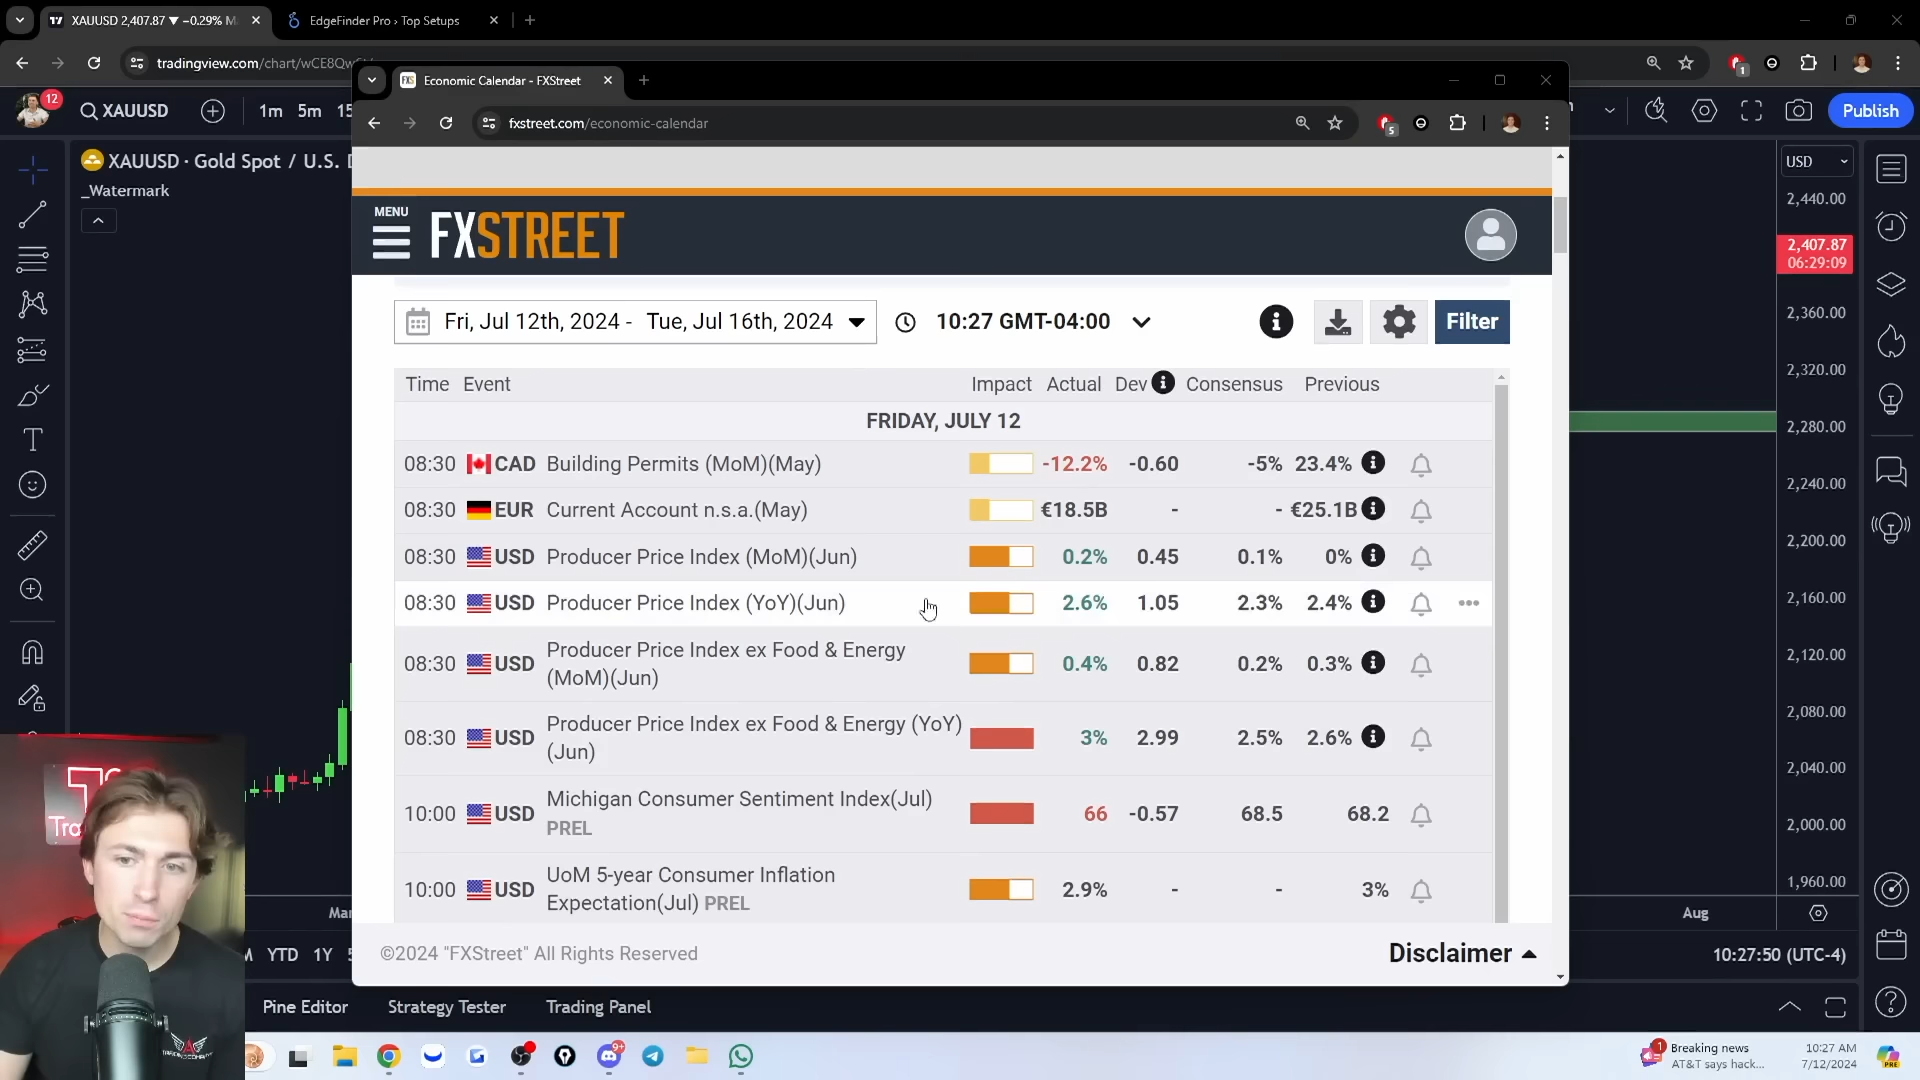 XAUUSD 2,407.87 ▼ −0.29%
EdgeFinder Pro › Top Setups
tradingview.com/chart/wCE8Qw
Economic Calendar - FXStreet
12
XAUUSD
1m 5m 15
Publish
fxstreet.com/economic-calendar
1
5
XAUUSD · Gold Spot / U.S. D
_Watermark
USD
MENU
FXSTREET
2,440.00
2,407.87
06:29:09
2,360.00
2,320.00
2,280.00
2,240.00
2,200.00
2,160.00
2,120.00
2,080.00
2,040.00
2,000.00
1,960.00
Fri, Jul 12th, 2024 - Tue, Jul 16th, 2024
10:27 GMT-04:00
Filter
Time Event Impact Actual Dev Consensus Previous
FRIDAY, JULY 12
08:30 CAD Building Permits (MoM)(May) -12.2% -0.60 -5% 23.4%
08:30 EUR Current Account n.s.a.(May) €18.5B - - €25.1B
08:30 USD Producer Price Index (MoM)(Jun) 0.2% 0.45 0.1% 0%
08:30 USD Producer Price Index (YoY)(Jun) 2.6% 1.05 2.3% 2.4%
Producer Price Index ex Food & Energy
08:30 USD (MoM)(Jun) 0.4% 0.82 0.2% 0.3%
Producer Price Index ex Food & Energy (YoY)
08:30 USD (Jun) 3% 2.99 2.5% 2.6%
Michigan Consumer Sentiment Index(Jul)
10:00 USD PREL 66 -0.57 68.5 68.2
UoM 5-year Consumer Inflation
10:00 USD Expectation(Jul) PREL 2.9% - - 3%
©2024 "FXStreet" All Rights Reserved
Disclaimer
Mar
Aug
YTD 1Y
10:27:50 (UTC-4)
Pine Editor Strategy Tester Trading Panel
Tra
9+
1
Breaking news
AT&T says hack...
10:27 AM
7/12/2024
PRE